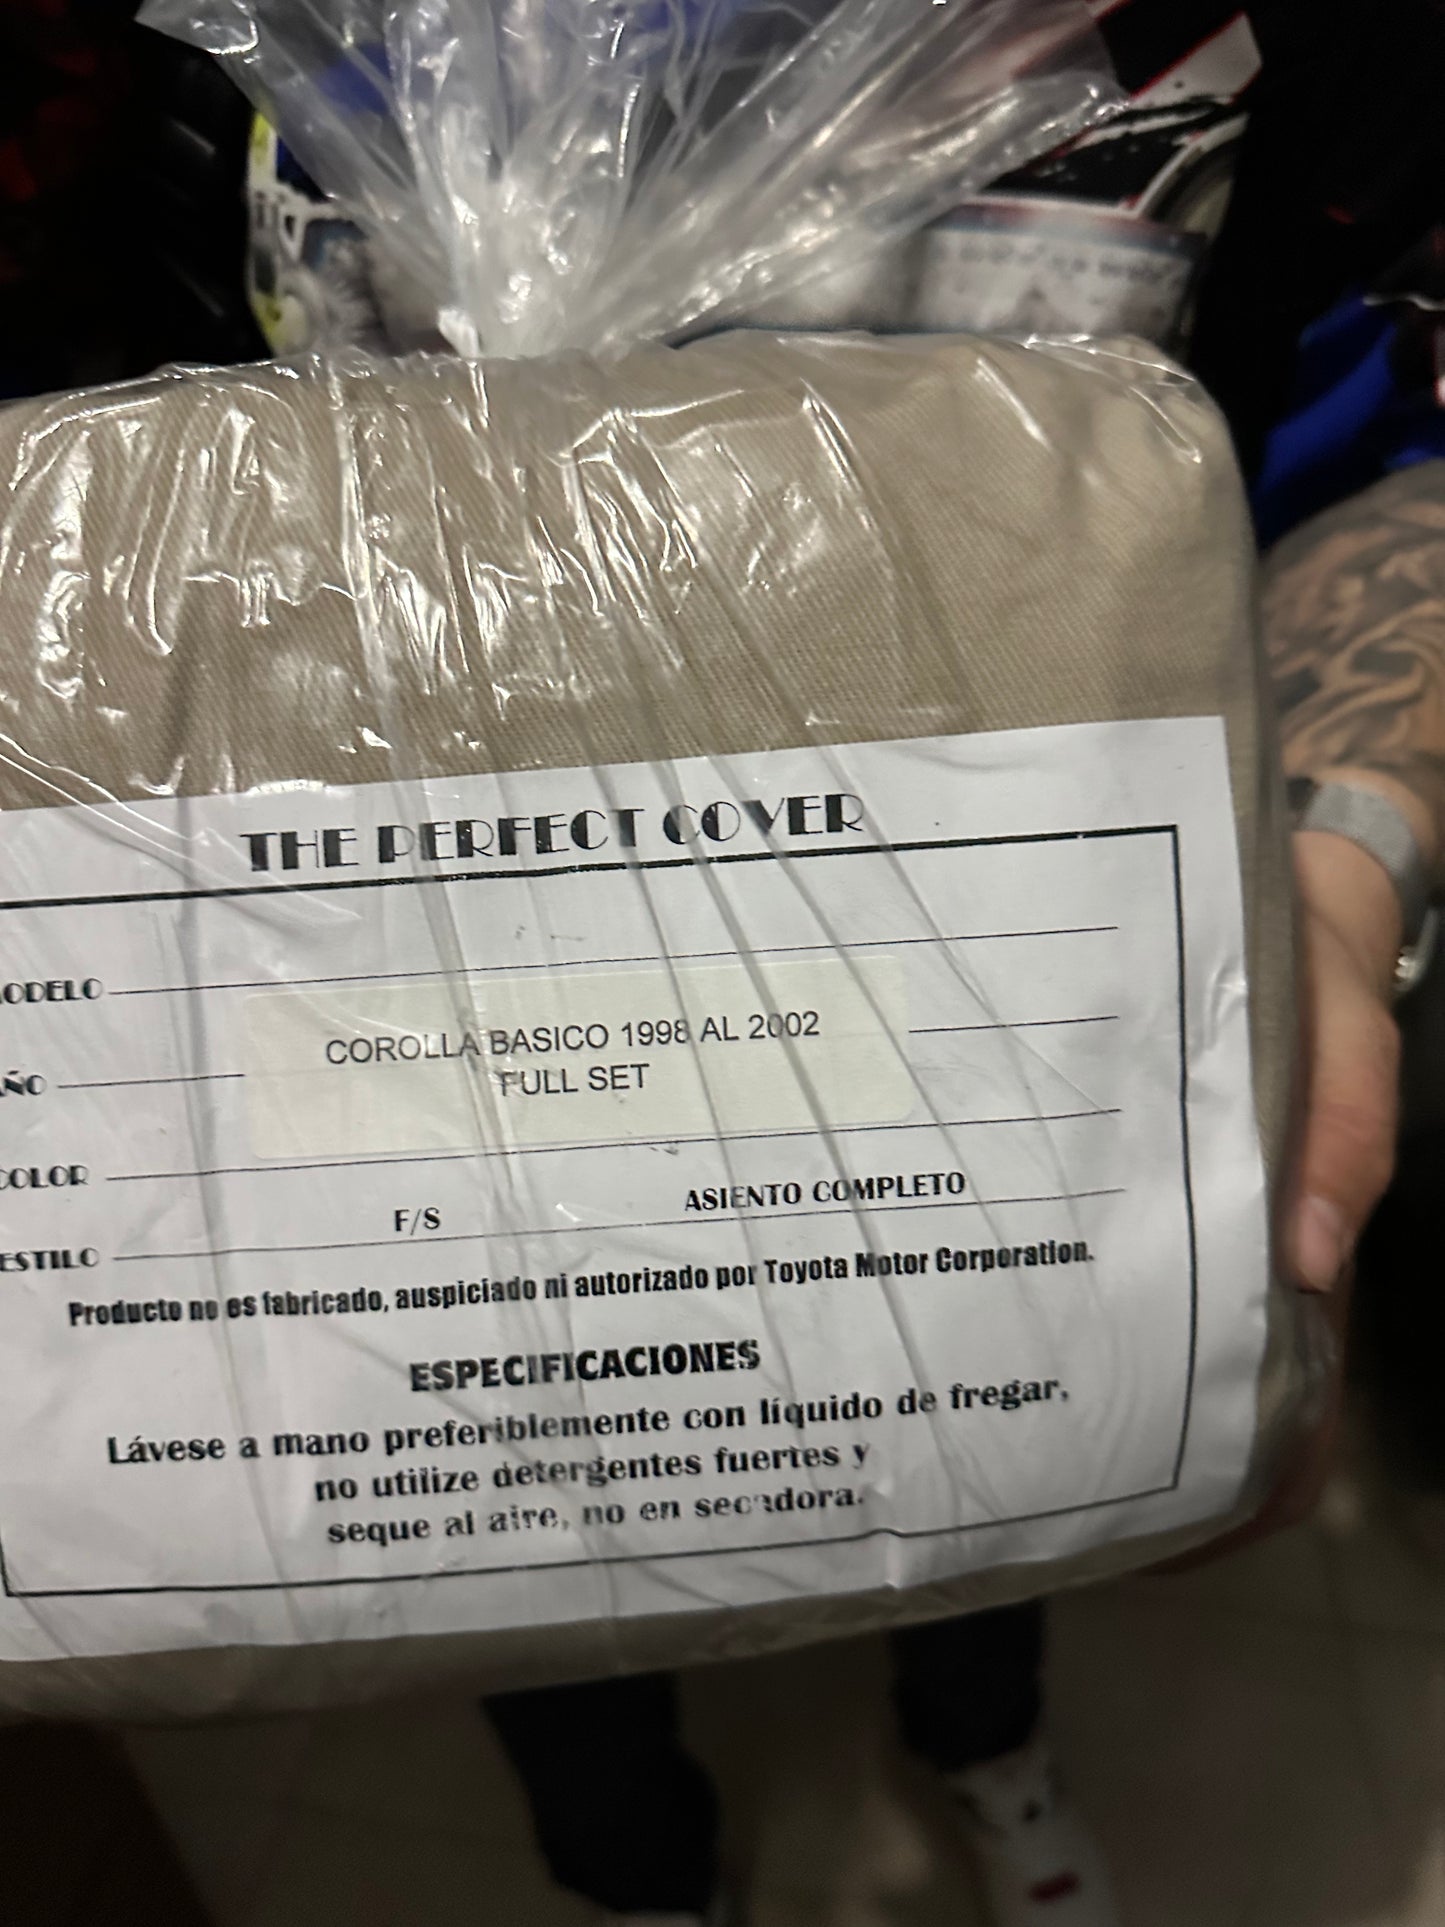 THE PERFECT COVER
ODELO
COROLLA BASICO 1998 AL 2002
AÑO
FULL SET
COLOR
ESTILO F/S ASIENTO COMPLETO
Producto no es fabricado, auspiciado ni autorizado por Toyota Motor Corporation.
ESPECIFICACIONES
Lávese a mano preferiblemente con líquido de fregar,
no utilize detergentes fuertes y
seque al aire, no en secadora.